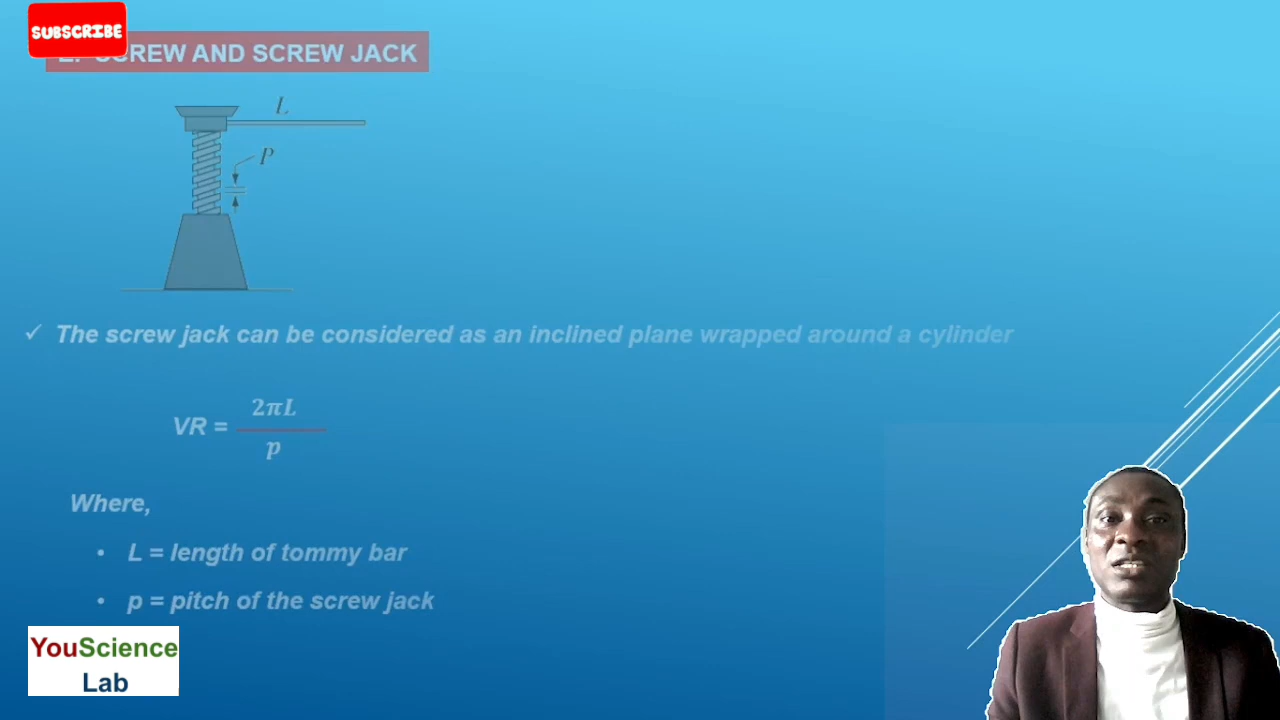 SUBSCRIBE
2. SCREW AND SCREW JACK
L
P
✓ The screw jack can be considered as an inclined plane wrapped around a cylinder
VR = 2πL / p
Where,
• L = length of tommy bar
• p = pitch of the screw jack
YouScience
Lab